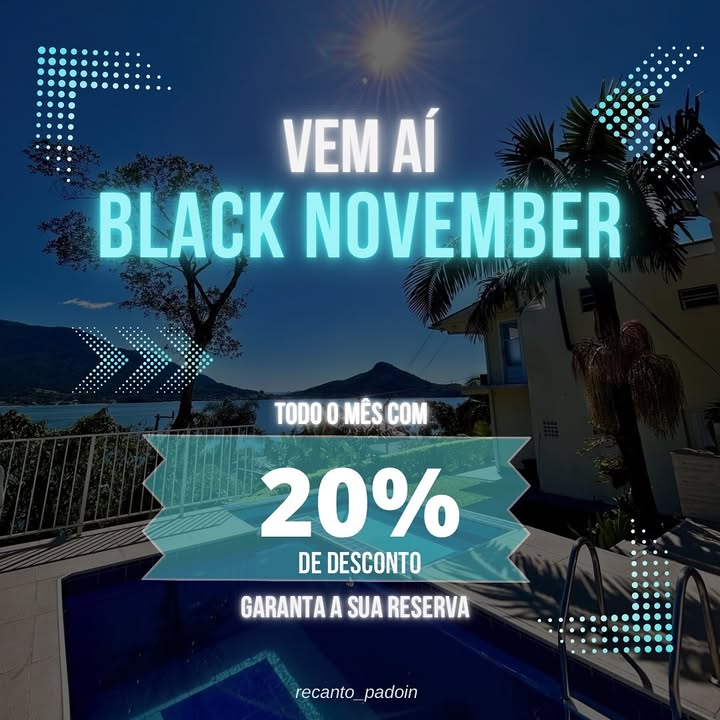 VEM AÍ
BLACK NOVEMBER
TODO O MÊS COM
20%
DE DESCONTO
GARANTA A SUA RESERVA
recanto_padoin